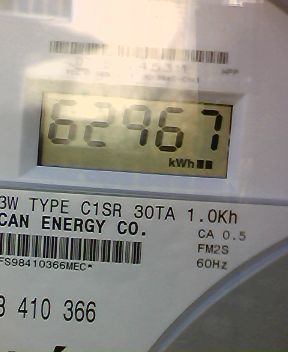 62967
kWh
3W TYPE C1SR 30TA 1.0Kh
CAN ENERGY CO.
CA 0.5
FM2S
FS98410366MEC*
60Hz
3 410 366